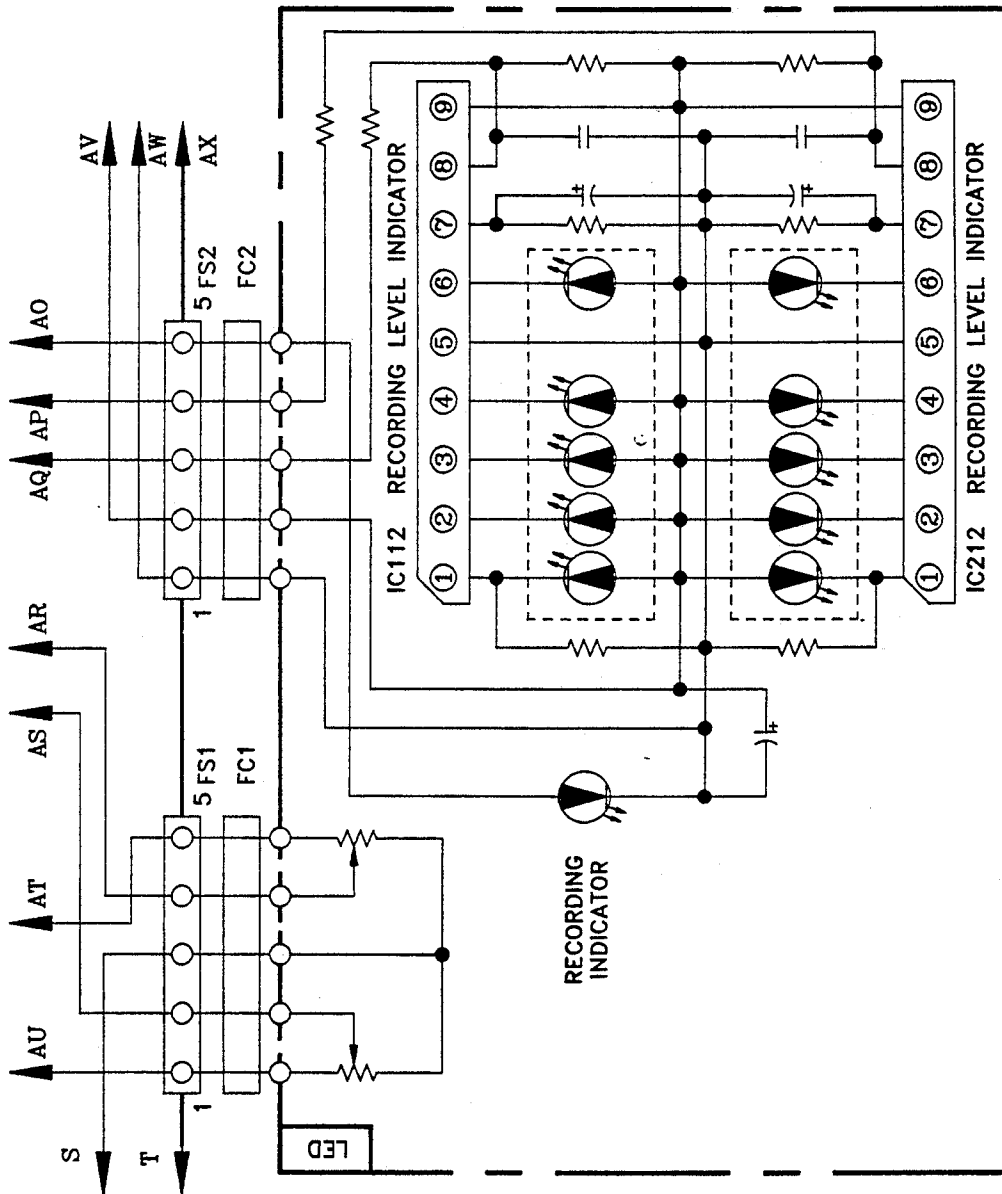 AV
AW
AX
AO
AP
AQ
AR
AS
AT
AU
S
T
5 FS2
FC2
1
5 FS1
FC1
1
IC112 RECORDING LEVEL INDICATOR
1 2 3 4 5 6 7 8 9
IC212 RECORDING LEVEL INDICATOR
1 2 3 4 5 6 7 8 9
RECORDING
INDICATOR
LED